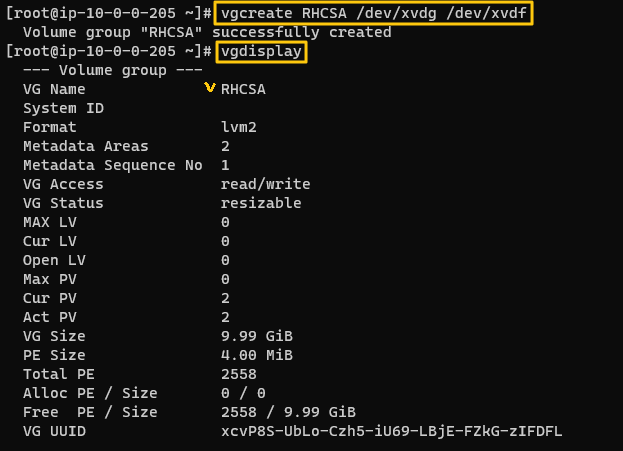 [root@ip-10-0-0-205 ~]# vgcreate RHCSA /dev/xvdg /dev/xvdf
  Volume group "RHCSA" successfully created
[root@ip-10-0-0-205 ~]# vgdisplay
  --- Volume group ---
  VG Name               RHCSA
  System ID
  Format                lvm2
  Metadata Areas        2
  Metadata Sequence No  1
  VG Access             read/write
  VG Status             resizable
  MAX LV                0
  Cur LV                0
  Open LV               0
  Max PV                0
  Cur PV                2
  Act PV                2
  VG Size               9.99 GiB
  PE Size               4.00 MiB
  Total PE              2558
  Alloc PE / Size       0 / 0
  Free  PE / Size       2558 / 9.99 GiB
  VG UUID               xcvP8S-UbLo-Czh5-iU69-LBjE-FZkG-zIFDFL